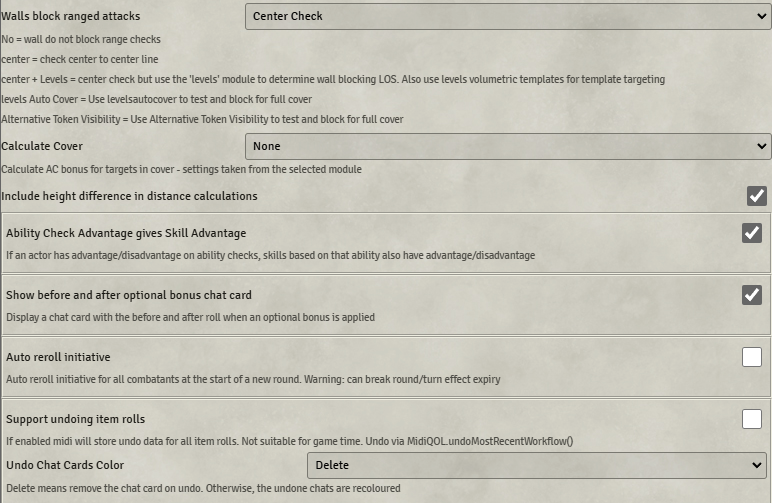 Walls block ranged attacks
Center Check
No = wall do not block range checks
center = check center to center line
center + Levels = center check but use the 'levels' module to determine wall blocking LOS. Also use levels volumetric templates for template targeting
levels Auto Cover = Use levelsautocover to test and block for full cover
Alternative Token Visibility = Use Alternative Token Visibility to test and block for full cover
Calculate Cover
None
Calculate AC bonus for targets in cover - settings taken from the selected module
Include height difference in distance calculations
Ability Check Advantage gives Skill Advantage
If an actor has advantage/disadvantage on ability checks, skills based on that ability also have advantage/disadvantage
Show before and after optional bonus chat card
Display a chat card with the before and after roll when an optional bonus is applied
Auto reroll initiative
Auto reroll initiative for all combatants at the start of a new round. Warning: can break round/turn effect expiry
Support undoing item rolls
If enabled midi will store undo data for all item rolls. Not suitable for game time. Undo via MidiQOL.undoMostRecentWorkflow()
Undo Chat Cards Color
Delete
Delete means remove the chat card on undo. Otherwise, the undone chats are recoloured